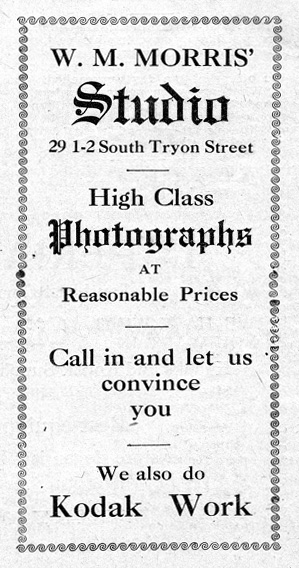 W. M. MORRIS'
Studio
29 1-2 South Tryon Street
High Class
Photographs
AT
Reasonable Prices
Call in and let us
convince
you
We also do
Kodak Work